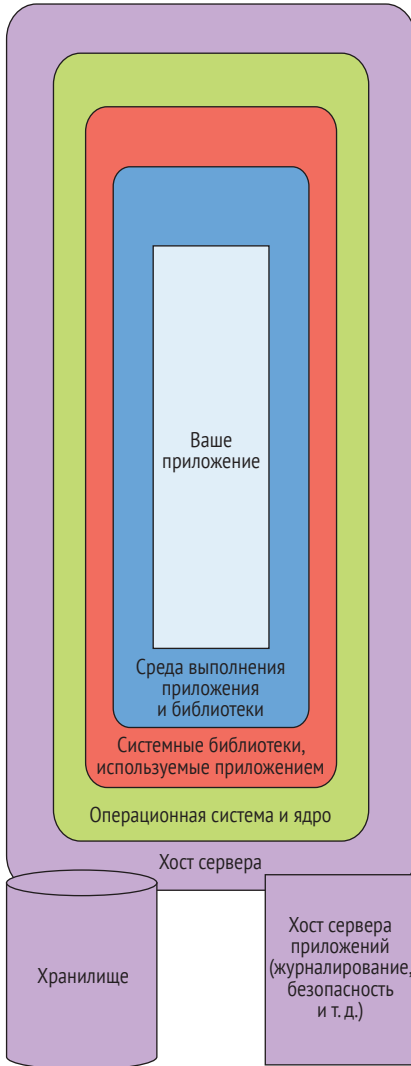 Ваше
приложение
Среда выполнения
приложения
и библиотеки
Системные библиотеки,
используемые приложением
Операционная система и ядро
Хост сервера
Хранилище
Хост сервера
приложений
(журналирование,
безопасность
и т. д.)